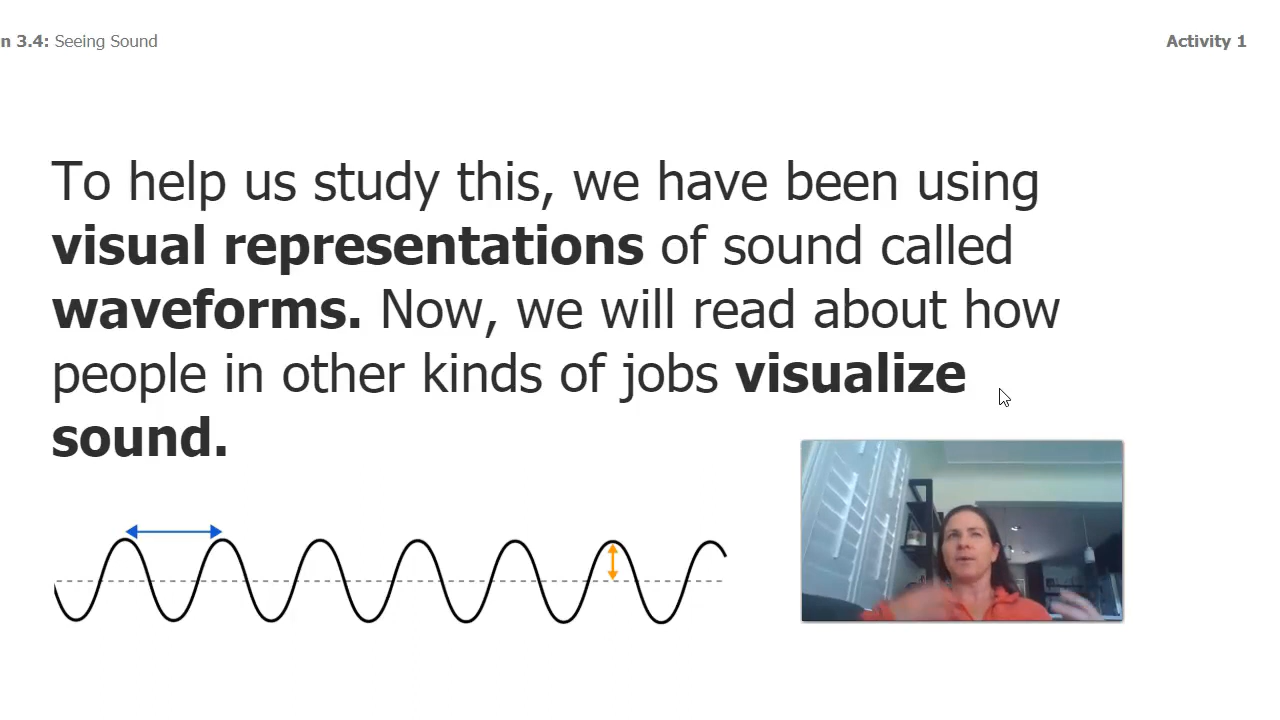 n 3.4: Seeing Sound
Activity 1
To help us study this, we have been using
visual representations of sound called
waveforms. Now, we will read about how
people in other kinds of jobs visualize
sound.